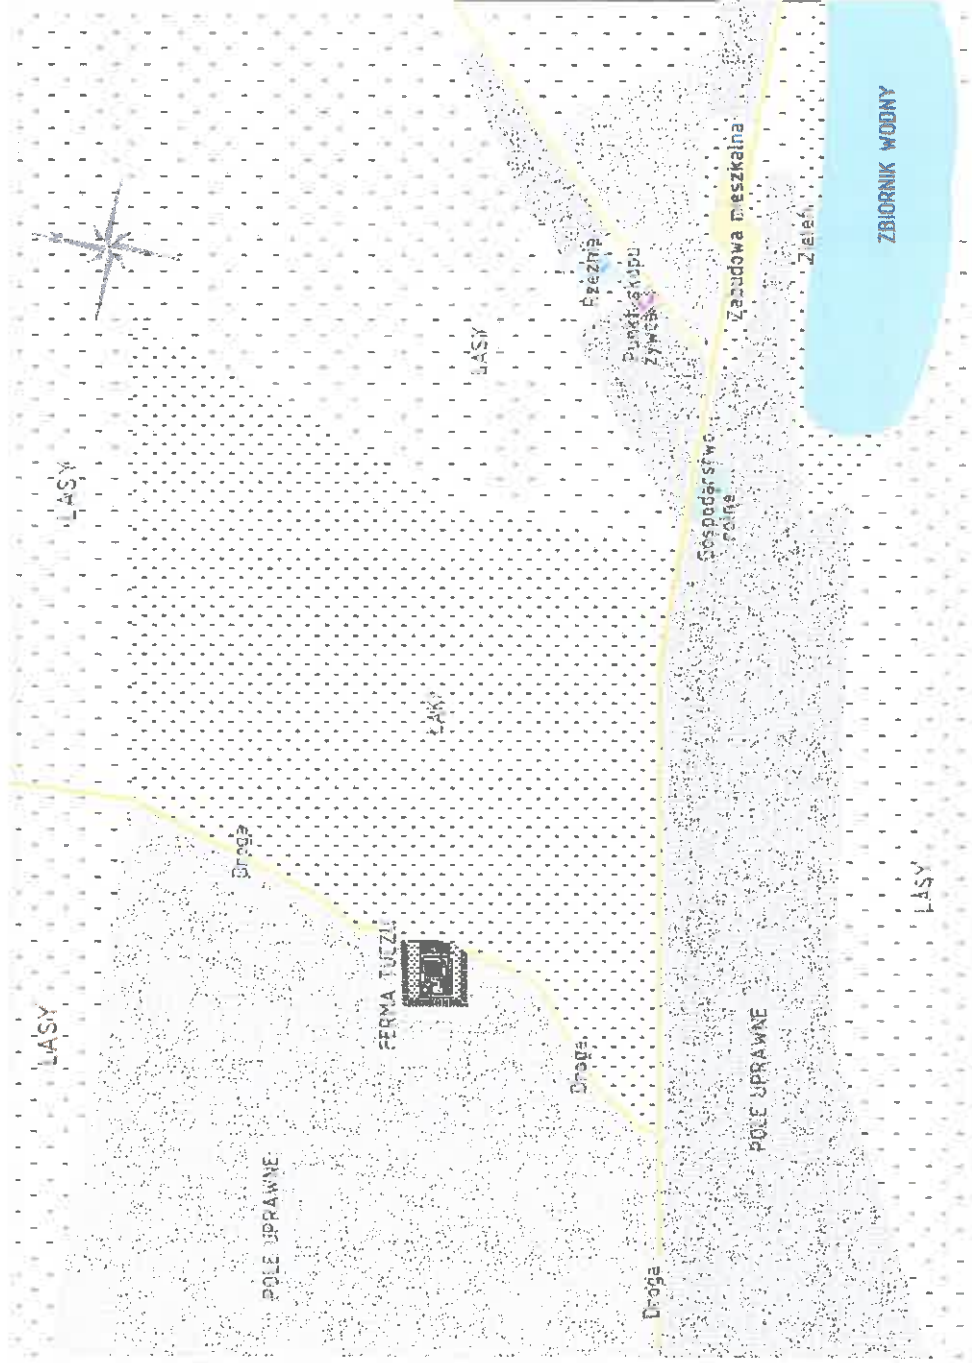 LASY
LASY
Droga
POLE UPRAWNE
FERMA TUCZU
ŁĄKI
LASY
Rzeźnia
Punkt skupu
żywca
Droga
Droga
Gospodarstwo
rolne
Zabudowa mieszkalna
POLE UPRAWNE
Zieleń
ZBIORNIK WODNY
LASY